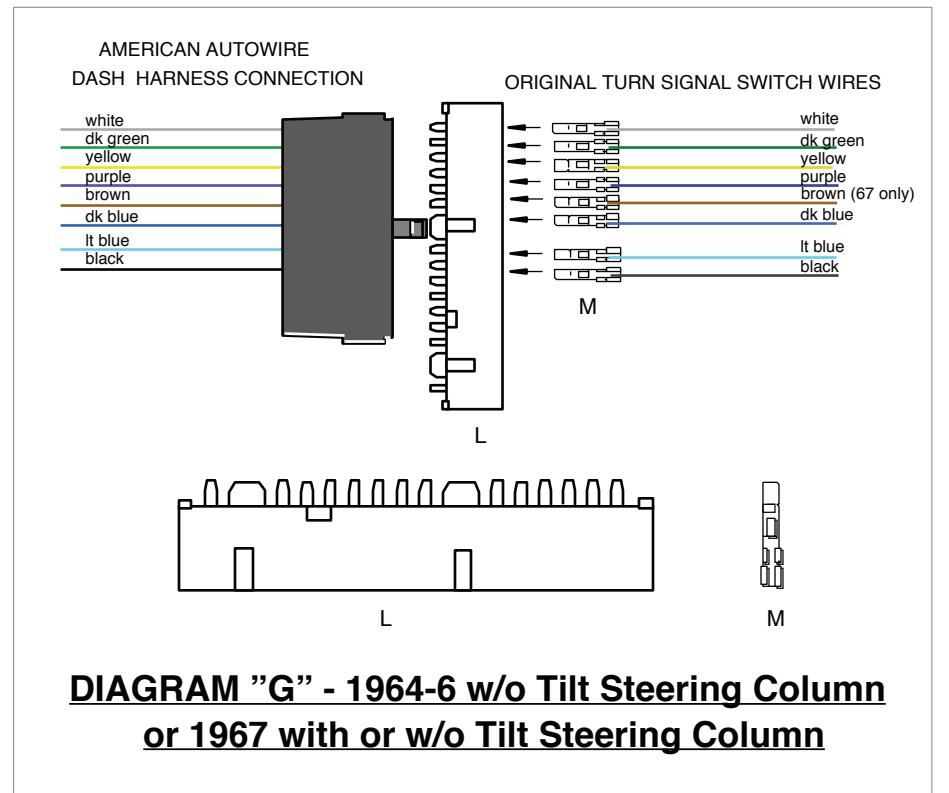 AMERICAN AUTOWIRE
DASH HARNESS CONNECTION
white
dk green
yellow
purple
brown
dk blue
lt blue
black
ORIGINAL TURN SIGNAL SWITCH WIRES
white
dk green
yellow
purple
brown (67 only)
dk blue
lt blue
black
M
L
L
M
DIAGRAM ”G” - 1964-6 w/o Tilt Steering Column
or 1967 with or w/o Tilt Steering Column